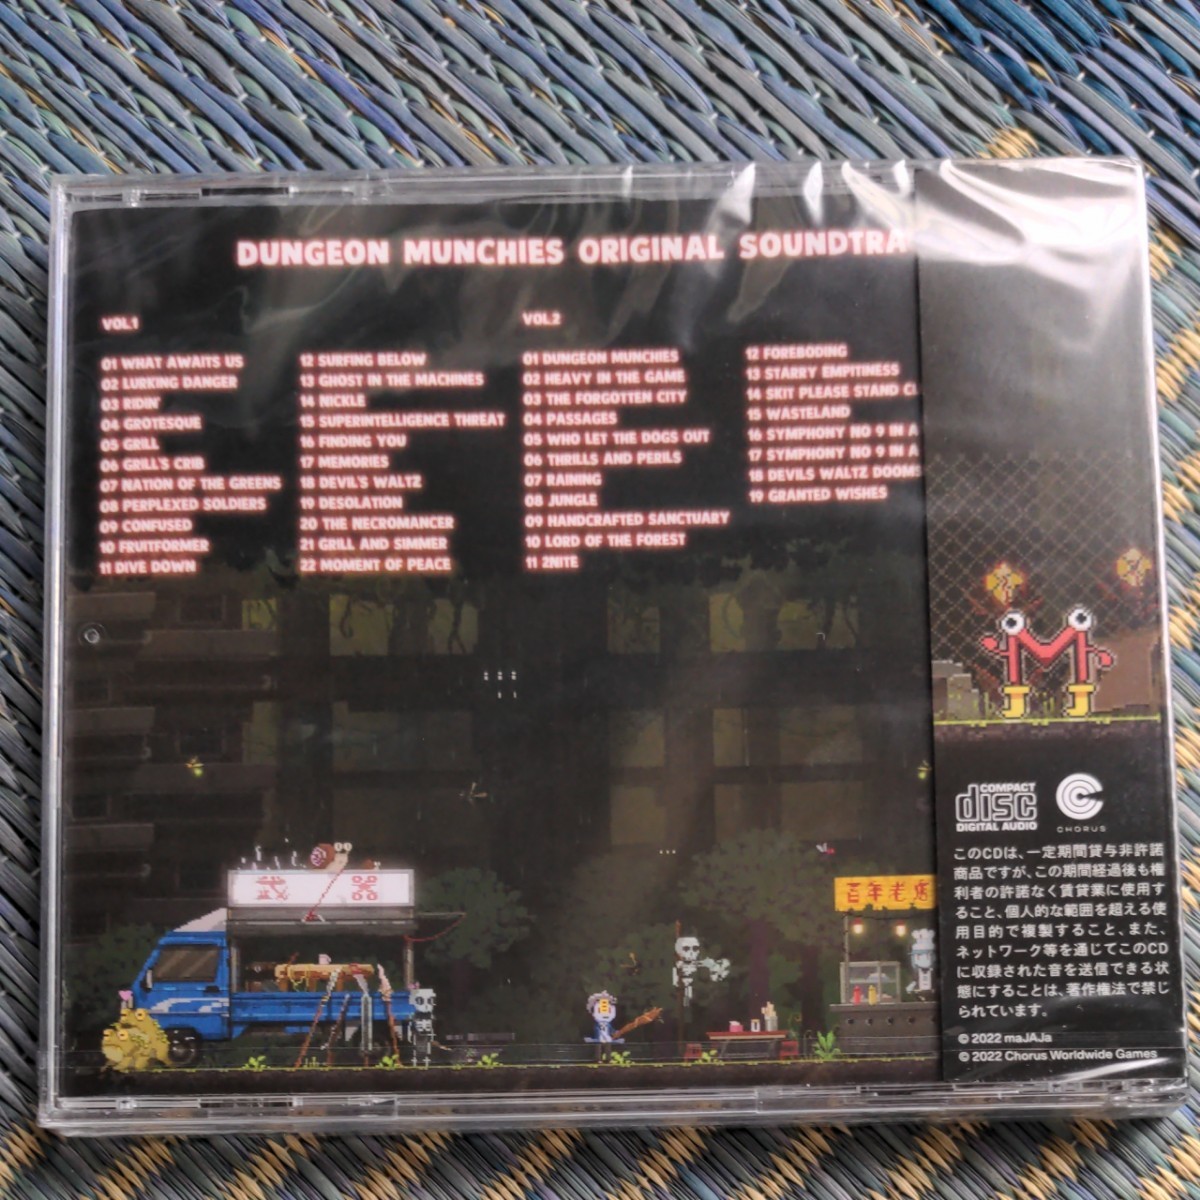 DUNGEON MUNCHIES ORIGINAL SOUNDTRA
VOL.1
01 WHAT AWAITS US
02 LURKING DANGER
03 RIDIN'
04 GROTESQUE
05 GRILL
06 GRILL'S CRIB
07 NATION OF THE GREENS
08 PERPLEXED SOLDIERS
09 CONFUSED
10 FRUITFORMER
11 DIVE DOWN
12 SURFING BELOW
13 GHOST IN THE MACHINES
14 NICKLE
15 SUPERINTELLIGENCE THREAT
16 FINDING YOU
17 MEMORIES
18 DEVIL'S WALTZ
19 DESOLATION
20 THE NECROMANCER
21 GRILL AND SIMMER
22 MOMENT OF PEACE
VOL.2
01 DUNGEON MUNCHIES
02 HEAVY IN THE GAME
03 THE FORGOTTEN CITY
04 PASSAGES
05 WHO LET THE DOGS OUT
06 THRILLS AND PERILS
07 RAINING
08 JUNGLE
09 HANDCRAFTED SANCTUARY
10 LORD OF THE FOREST
11 2NITE
12 FOREBODING
13 STARRY EMPITINESS
14 SKIT PLEASE STAND CL
15 WASTELAND
16 SYMPHONY NO 9 IN A
17 SYMPHONY NO 9 IN A
18 DEVILS WALTZ DOOMS
19 GRANTED WISHES
武器
百年老店
COMPACT
disc
DIGITAL AUDIO
CHORUS
このCDは、一定期間貸与非許諾
商品ですが、この期間経過後も権
利者の許諾なく賃貸業に使用す
ること、個人的な範囲を超える使
用目的で複製すること、また、
ネットワーク等を通じてこのCD
に収録された音を送信できる状
態にすることは、著作権法で禁じ
られています。
© 2022 maJAJa
© 2022 Chorus Worldwide Games